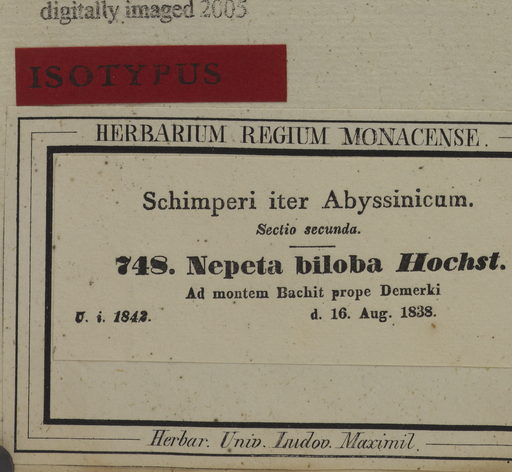 digitally imaged 2005
ISOTYPUS
HERBARIUM REGIUM MONACENSE.
Schimperi iter Abyssinicum.
Sectio secunda.
748. Nepeta biloba Hochst.
Ad montem Bachit prope Demerki
U. i. 1842. d. 16. Aug. 1838.
Herbar. Univ. Ludov. Maximil.